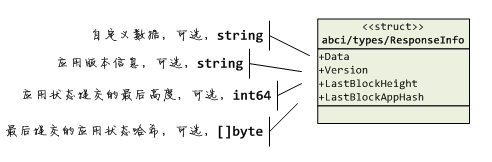 自定义数据，可选，string
应用版本信息，可选，string
应用状态提交的最后高度，可选，int64
最后提交的应用状态哈希，可选，[]byte
<<struct>>
abci/types/ResponseInfo
+Data
+Version
+LastBlockHeight
+LastBlockAppHash